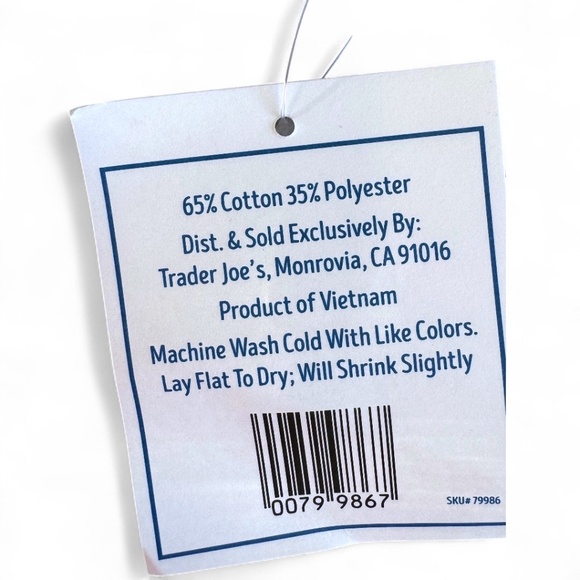 65% Cotton 35% Polyester
Dist. & Sold Exclusively By:
Trader Joe's, Monrovia, CA 91016
Product of Vietnam
Machine Wash Cold With Like Colors.
Lay Flat To Dry; Will Shrink Slightly
0079 9867
SKU# 79986